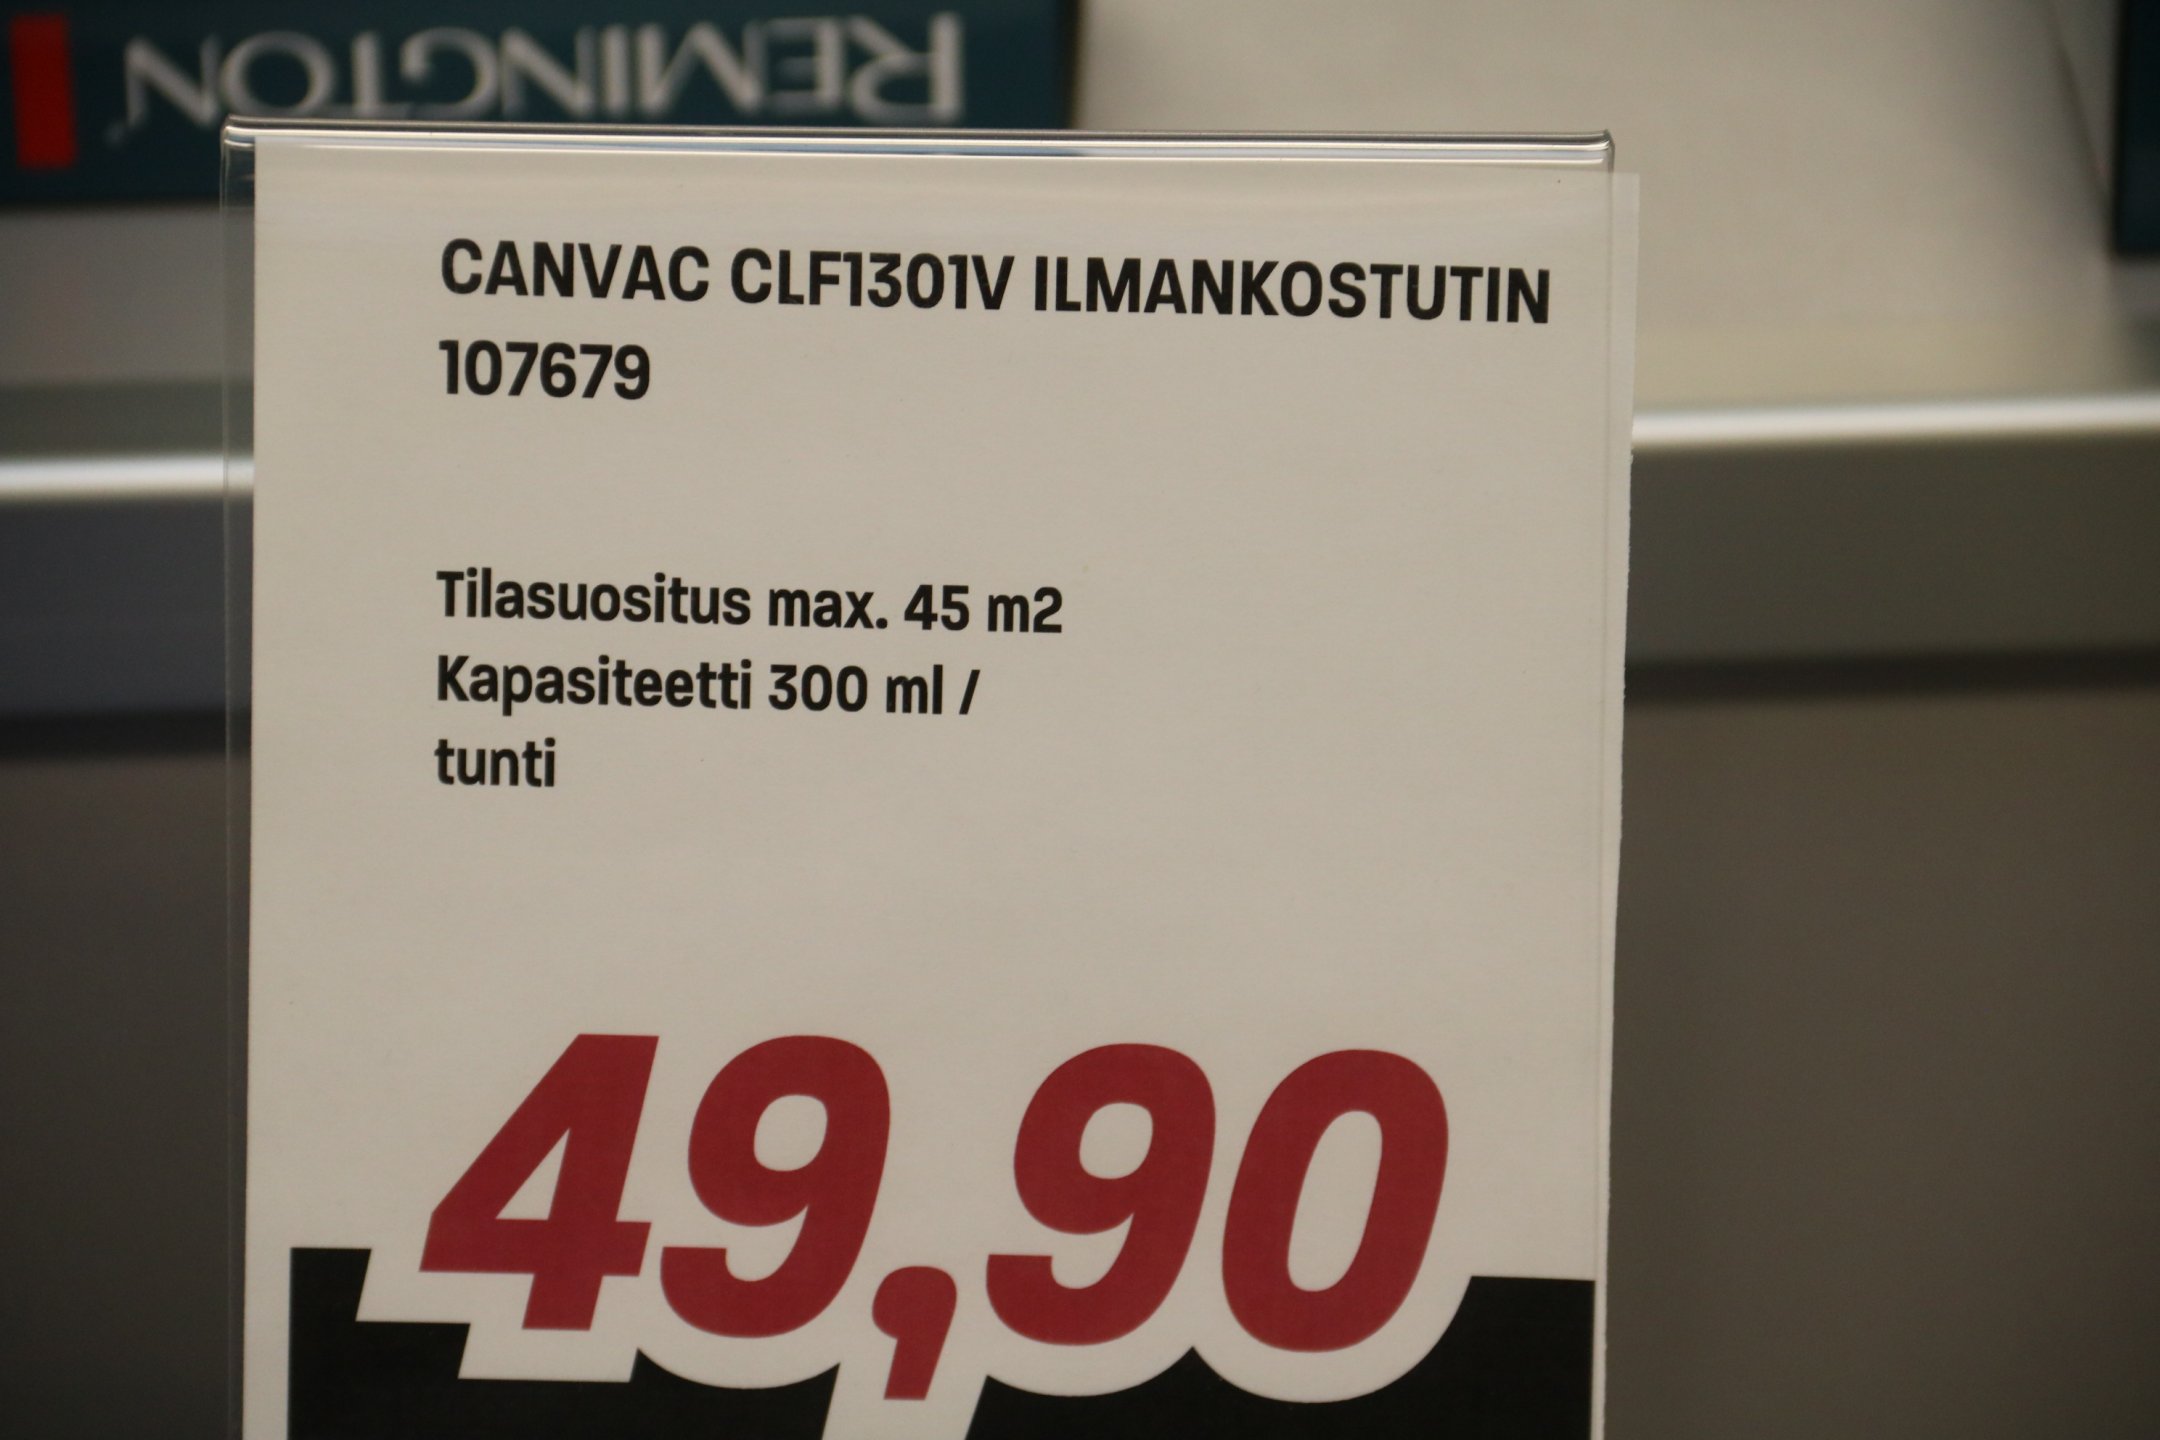 REMINGTON
CANVAC CLF1301V ILMANKOSTUTIN
107679
Tilasuositus max. 45 m2
Kapasiteetti 300 ml /
tunti
49,90